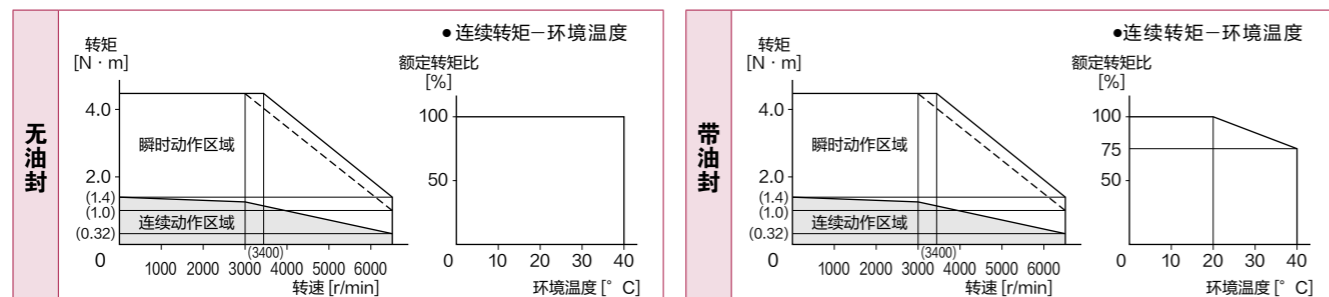 无油封
转矩
[N・m]
4.0
2.0
(1.4)
(1.0)
(0.32)
0
瞬时动作区域
连续动作区域
(3400)
1000 2000 3000 4000 5000 6000
转速 [r/min]
●连续转矩－环境温度
额定转矩比
[%]
100
50
0 10 20 30 40
环境温度 [°C]
带油封
转矩
[N・m]
4.0
2.0
(1.4)
(1.0)
(0.32)
0
瞬时动作区域
连续动作区域
(3400)
1000 2000 3000 4000 5000 6000
转速 [r/min]
●连续转矩－环境温度
额定转矩比
[%]
100
75
50
0 10 20 30 40
环境温度 [°C]